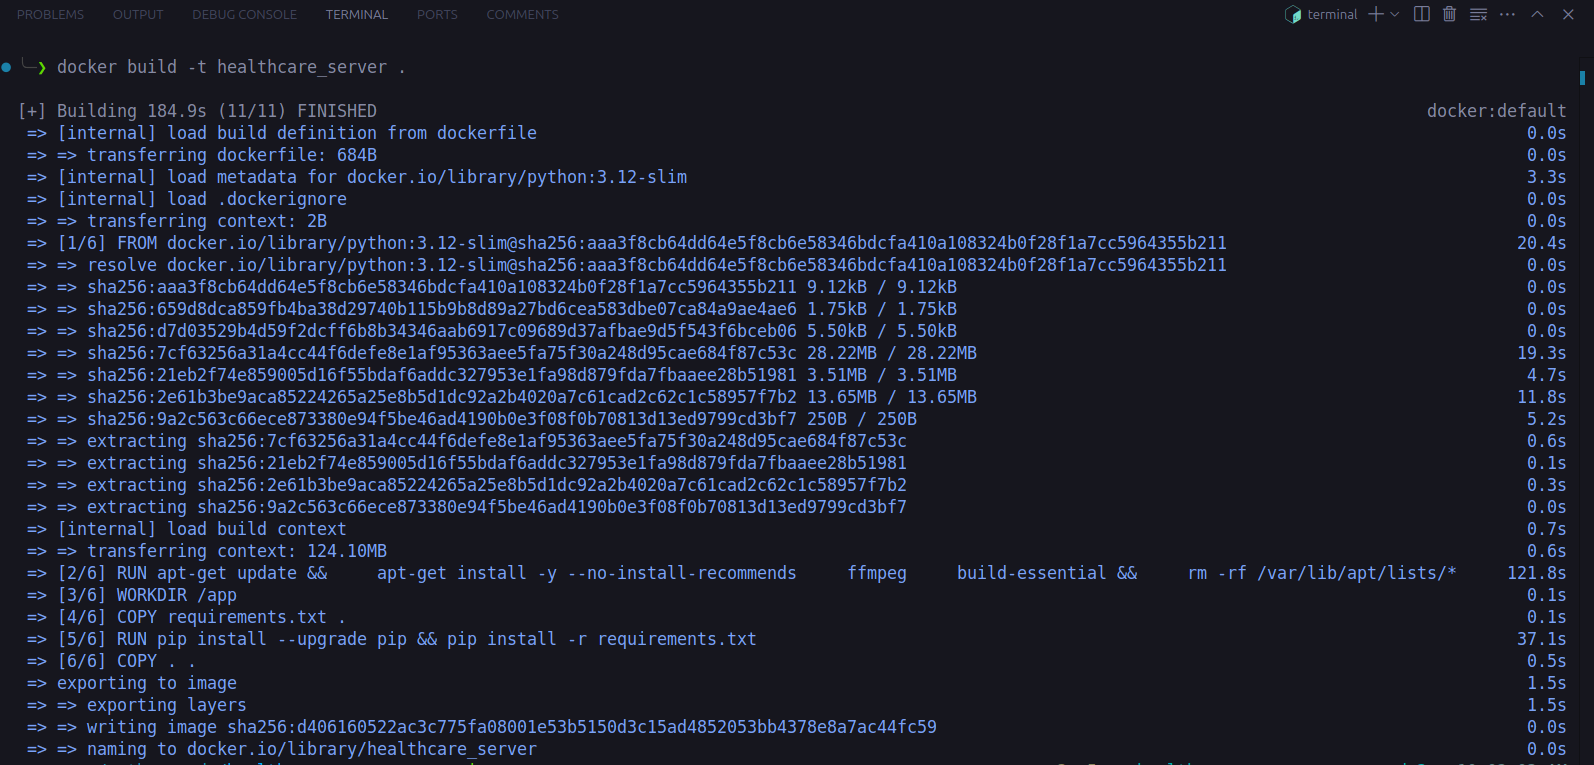 PROBLEMS OUTPUT DEBUG CONSOLE TERMINAL PORTS COMMENTS terminal
docker build -t healthcare_server .
[+] Building 184.9s (11/11) FINISHED docker:default
=> [internal] load build definition from dockerfile 0.0s
=> => transferring dockerfile: 684B 0.0s
=> [internal] load metadata for docker.io/library/python:3.12-slim 3.3s
=> [internal] load .dockerignore 0.0s
=> => transferring context: 2B 0.0s
=> [1/6] FROM docker.io/library/python:3.12-slim@sha256:aaa3f8cb64dd64e5f8cb6e58346bdcfa410a108324b0f28f1a7cc5964355b211 20.4s
=> => resolve docker.io/library/python:3.12-slim@sha256:aaa3f8cb64dd64e5f8cb6e58346bdcfa410a108324b0f28f1a7cc5964355b211 0.0s
=> => sha256:aaa3f8cb64dd64e5f8cb6e58346bdcfa410a108324b0f28f1a7cc5964355b211 9.12kB / 9.12kB 0.0s
=> => sha256:659d8dca859fb4ba38d29740b115b9b8d89a27bd6cea583dbe07ca84a9ae4ae6 1.75kB / 1.75kB 0.0s
=> => sha256:d7d03529b4d59f2dcff6b8b34346aab6917c09689d37afbae9d5f543f6bceb06 5.50kB / 5.50kB 0.0s
=> => sha256:7cf63256a31a4cc44f6defe8e1af95363aee5fa75f30a248d95cae684f87c53c 28.22MB / 28.22MB 19.3s
=> => sha256:21eb2f74e859005d16f55bdaf6addc327953e1fa98d879fda7fbaaee28b51981 3.51MB / 3.51MB 4.7s
=> => sha256:2e61b3be9aca85224265a25e8b5d1dc92a2b4020a7c61cad2c62c1c58957f7b2 13.65MB / 13.65MB 11.8s
=> => sha256:9a2c563c66ece873380e94f5be46ad4190b0e3f08f0b70813d13ed9799cd3bf7 250B / 250B 5.2s
=> => extracting sha256:7cf63256a31a4cc44f6defe8e1af95363aee5fa75f30a248d95cae684f87c53c 0.6s
=> => extracting sha256:21eb2f74e859005d16f55bdaf6addc327953e1fa98d879fda7fbaaee28b51981 0.1s
=> => extracting sha256:2e61b3be9aca85224265a25e8b5d1dc92a2b4020a7c61cad2c62c1c58957f7b2 0.3s
=> => extracting sha256:9a2c563c66ece873380e94f5be46ad4190b0e3f08f0b70813d13ed9799cd3bf7 0.0s
=> [internal] load build context 0.7s
=> => transferring context: 124.10MB 0.6s
=> [2/6] RUN apt-get update &&     apt-get install -y --no-install-recommends     ffmpeg     build-essential &&     rm -rf /var/lib/apt/lists/* 121.8s
=> [3/6] WORKDIR /app 0.1s
=> [4/6] COPY requirements.txt . 0.1s
=> [5/6] RUN pip install --upgrade pip && pip install -r requirements.txt 37.1s
=> [6/6] COPY . . 0.5s
=> exporting to image 1.5s
=> => exporting layers 1.5s
=> => writing image sha256:d406160522ac3c775fa08001e53b5150d3c15ad4852053bb4378e8a7ac44fc59 0.0s
=> => naming to docker.io/library/healthcare_server 0.0s